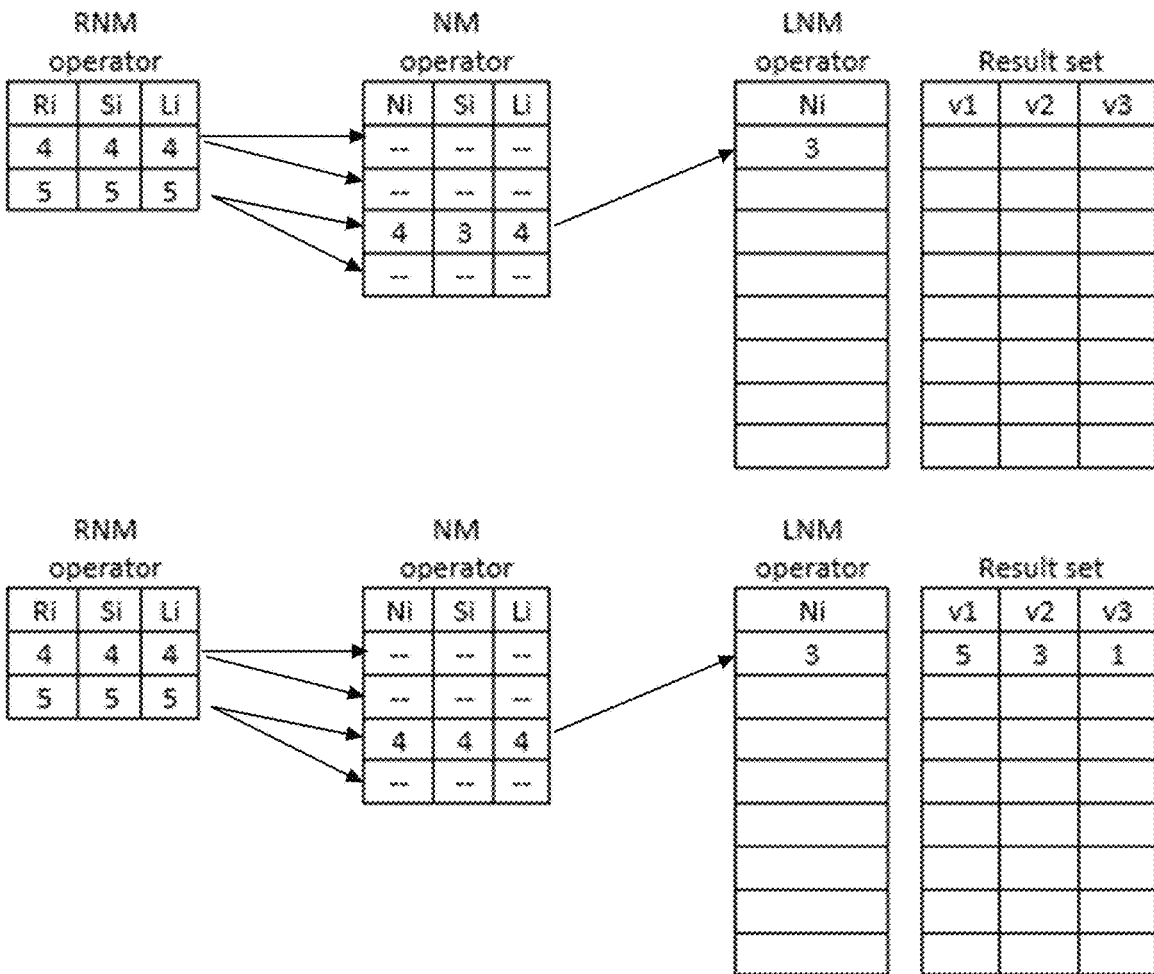 RNM NM LNM
operator operator operator Result set
Ri Si Li Ni Si Li Ni v1 v2 v3
4 4 4 -- -- -- 3
5 5 5 -- -- --
4 3 4
-- -- --
RNM NM LNM
operator operator operator Result set
Ri Si Li Ni Si Li Ni v1 v2 v3
4 4 4 -- -- -- 3 5 3 1
5 5 5 -- -- --
4 4 4
-- -- --